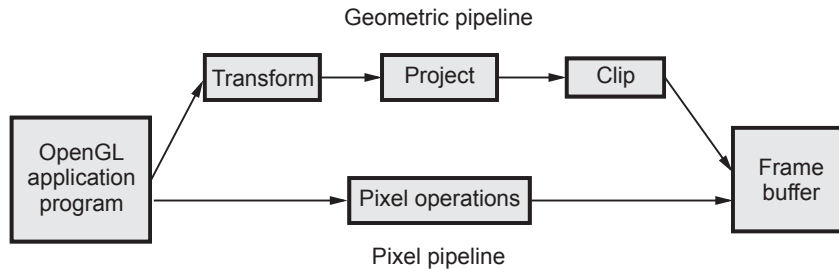 Geometric pipeline
Transform
Project
Clip
OpenGL
application
program
Pixel operations
Frame
buffer
Pixel pipeline